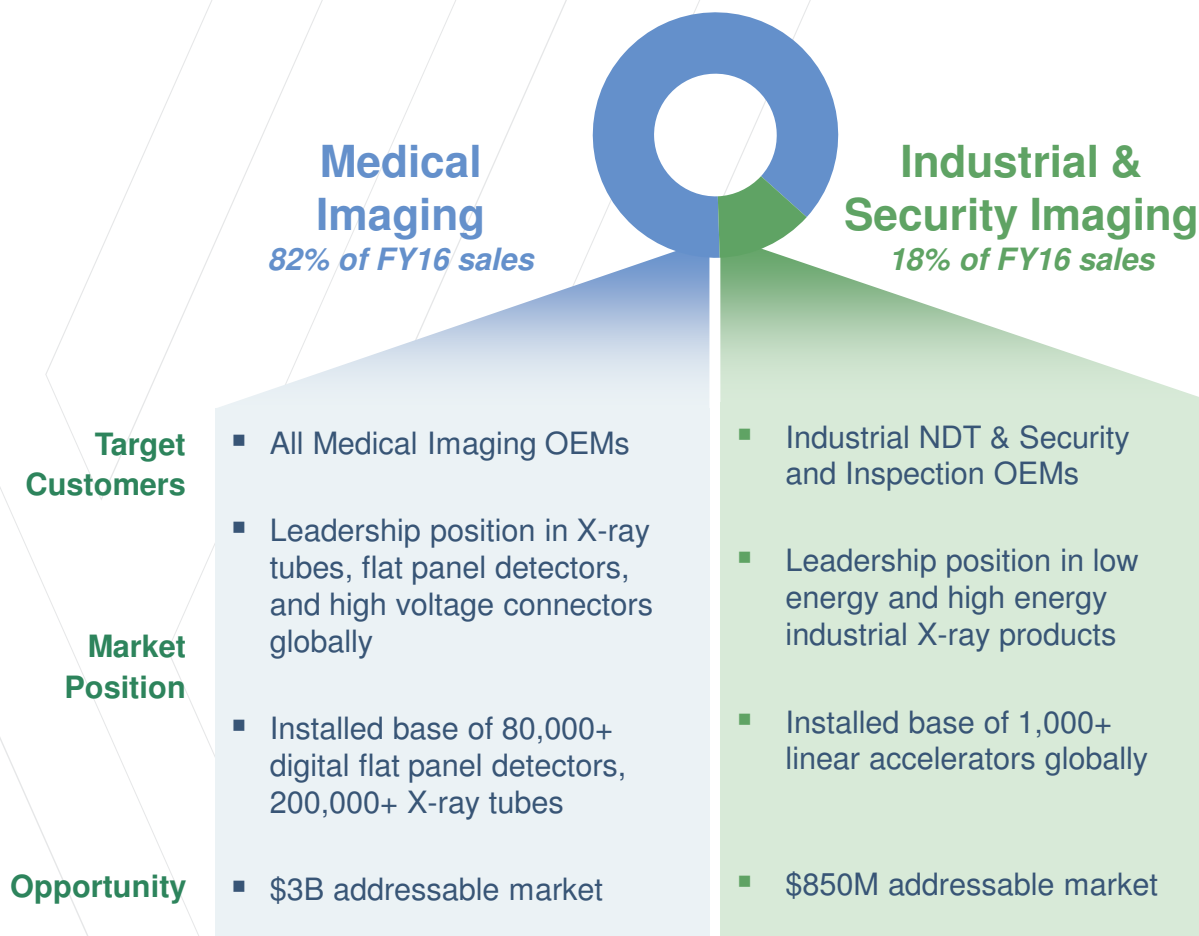 Medical
Imaging
82% of FY16 sales
Industrial &
Security Imaging
18% of FY16 sales
Target
Customers
■ All Medical Imaging OEMs
■ Industrial NDT & Security
and Inspection OEMs
Market
Position
■ Leadership position in X-ray
tubes, flat panel detectors,
and high voltage connectors
globally
■ Installed base of 80,000+
digital flat panel detectors,
200,000+ X-ray tubes
■ Leadership position in low
energy and high energy
industrial X-ray products
■ Installed base of 1,000+
linear accelerators globally
Opportunity
■ $3B addressable market
■ $850M addressable market